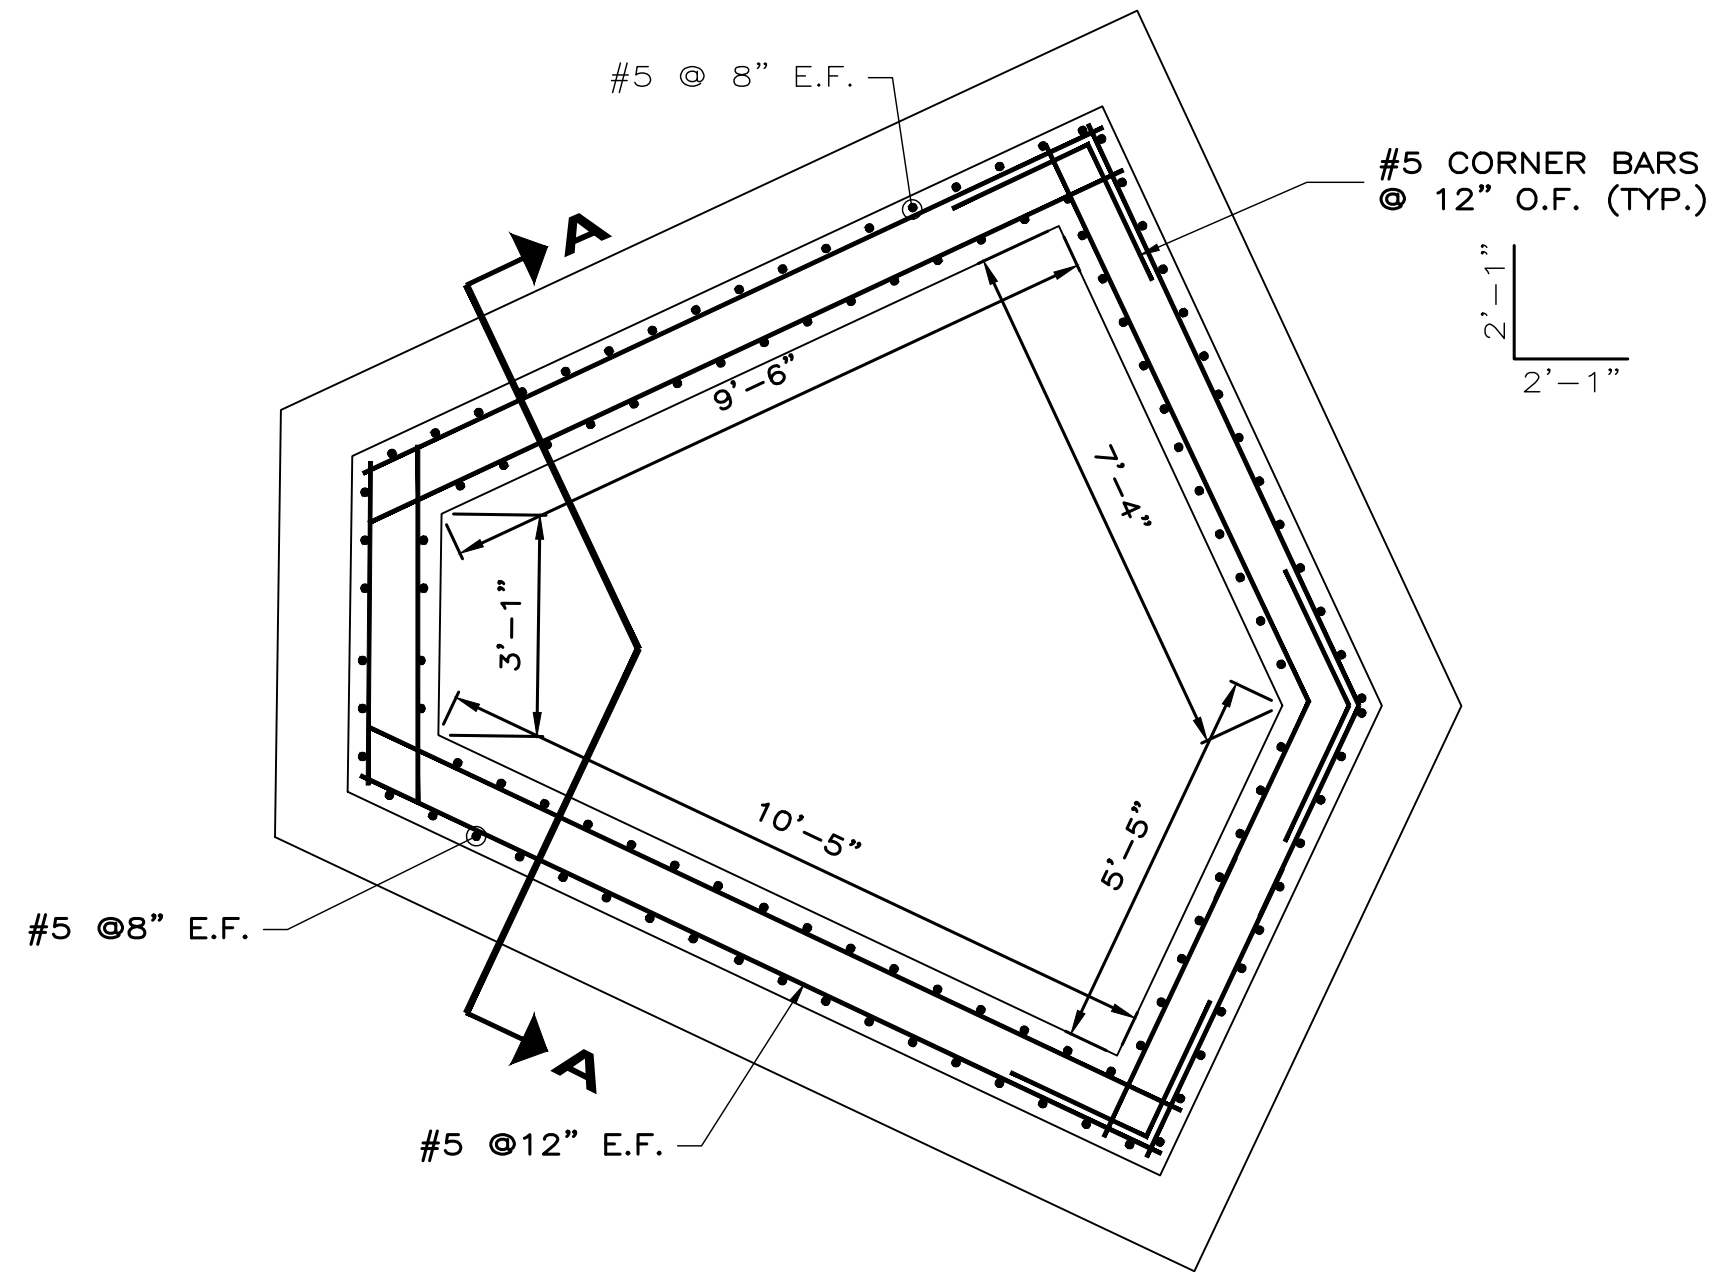 #5 @ 8” E.F.
#5 CORNER BARS
@ 12” O.F. (TYP.)
2’–1”
2’–1”
A
9’–6”
7’–4”
3’–1”
10’–5”
5’–5”
#5 @8” E.F.
A
#5 @12” E.F.